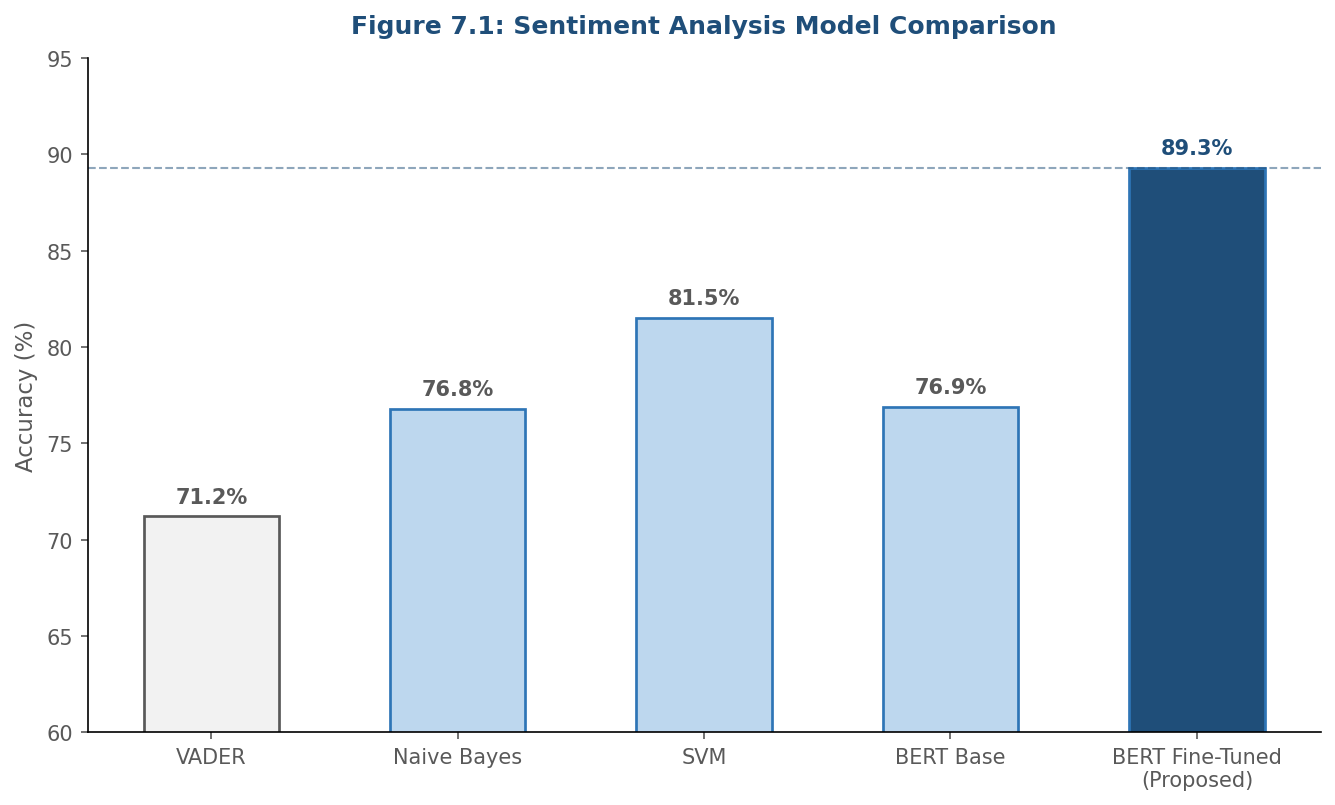 Figure 7.1: Sentiment Analysis Model Comparison
95
90
85
80
75
70
65
60
Accuracy (%)
71.2%
76.8%
81.5%
76.9%
89.3%
VADER
Naive Bayes
SVM
BERT Base
BERT Fine-Tuned
(Proposed)